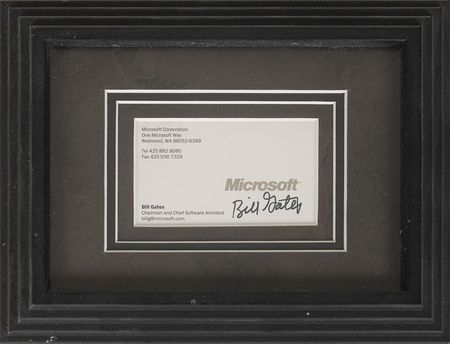 Microsoft Corporation
One Microsoft Way
Redmond, WA 98052-6399
Tel 425 882 8080
Fax 425 936 7329
Microsoft
Bill Gates
Bill Gates
Chairman and Chief Software Architect
billg@microsoft.com